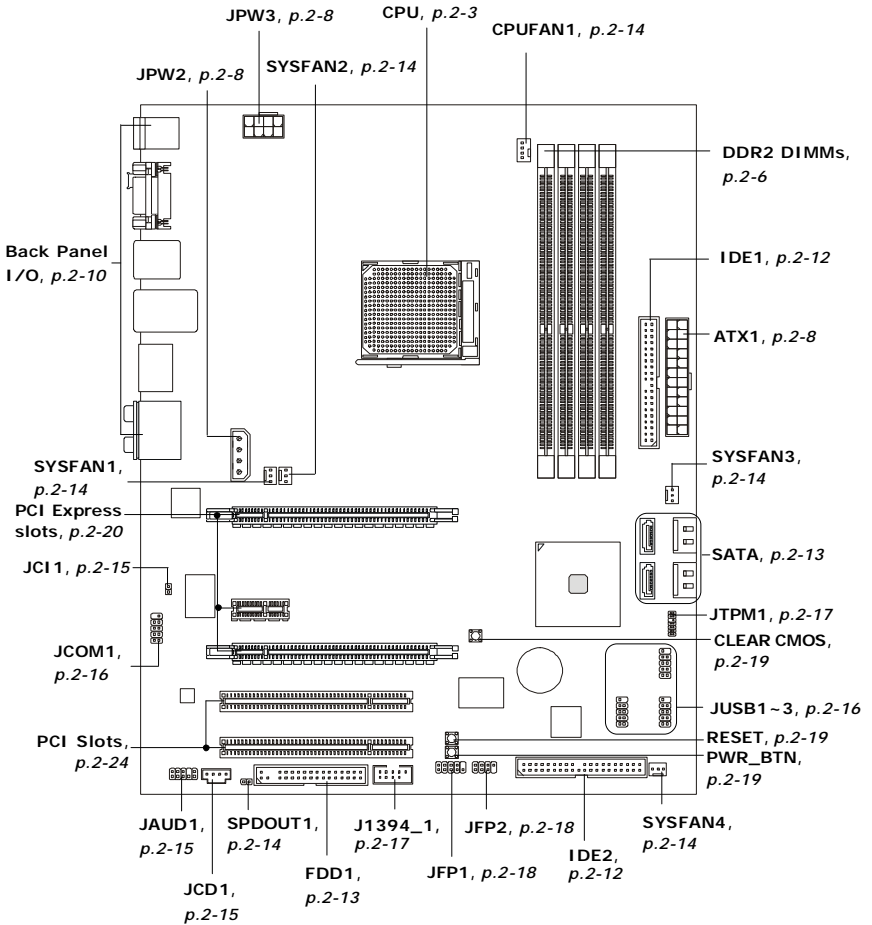 JPW3, p.2-8
CPU, p.2-3
CPUFAN1, p.2-14
JPW2, p.2-8
SYSFAN2, p.2-14
DDR2 DIMMs,
p.2-6
Back Panel
I/O, p.2-10
IDE1, p.2-12
ATX1, p.2-8
SYSFAN1,
p.2-14
SYSFAN3,
p.2-14
PCI Express
slots, p.2-20
SATA, p.2-13
JCI1, p.2-15
JTPM1, p.2-17
JCOM1,
p.2-16
CLEAR CMOS,
p.2-19
JUSB1~3, p.2-16
PCI Slots,
p.2-24
RESET, p.2-19
PWR_BTN,
p.2-19
JAUD1,
p.2-15
SPDOUT1,
p.2-14
J1394_1,
p.2-17
JFP2, p.2-18
SYSFAN4,
p.2-14
JCD1,
p.2-15
FDD1,
p.2-13
JFP1, p.2-18
IDE2,
p.2-12